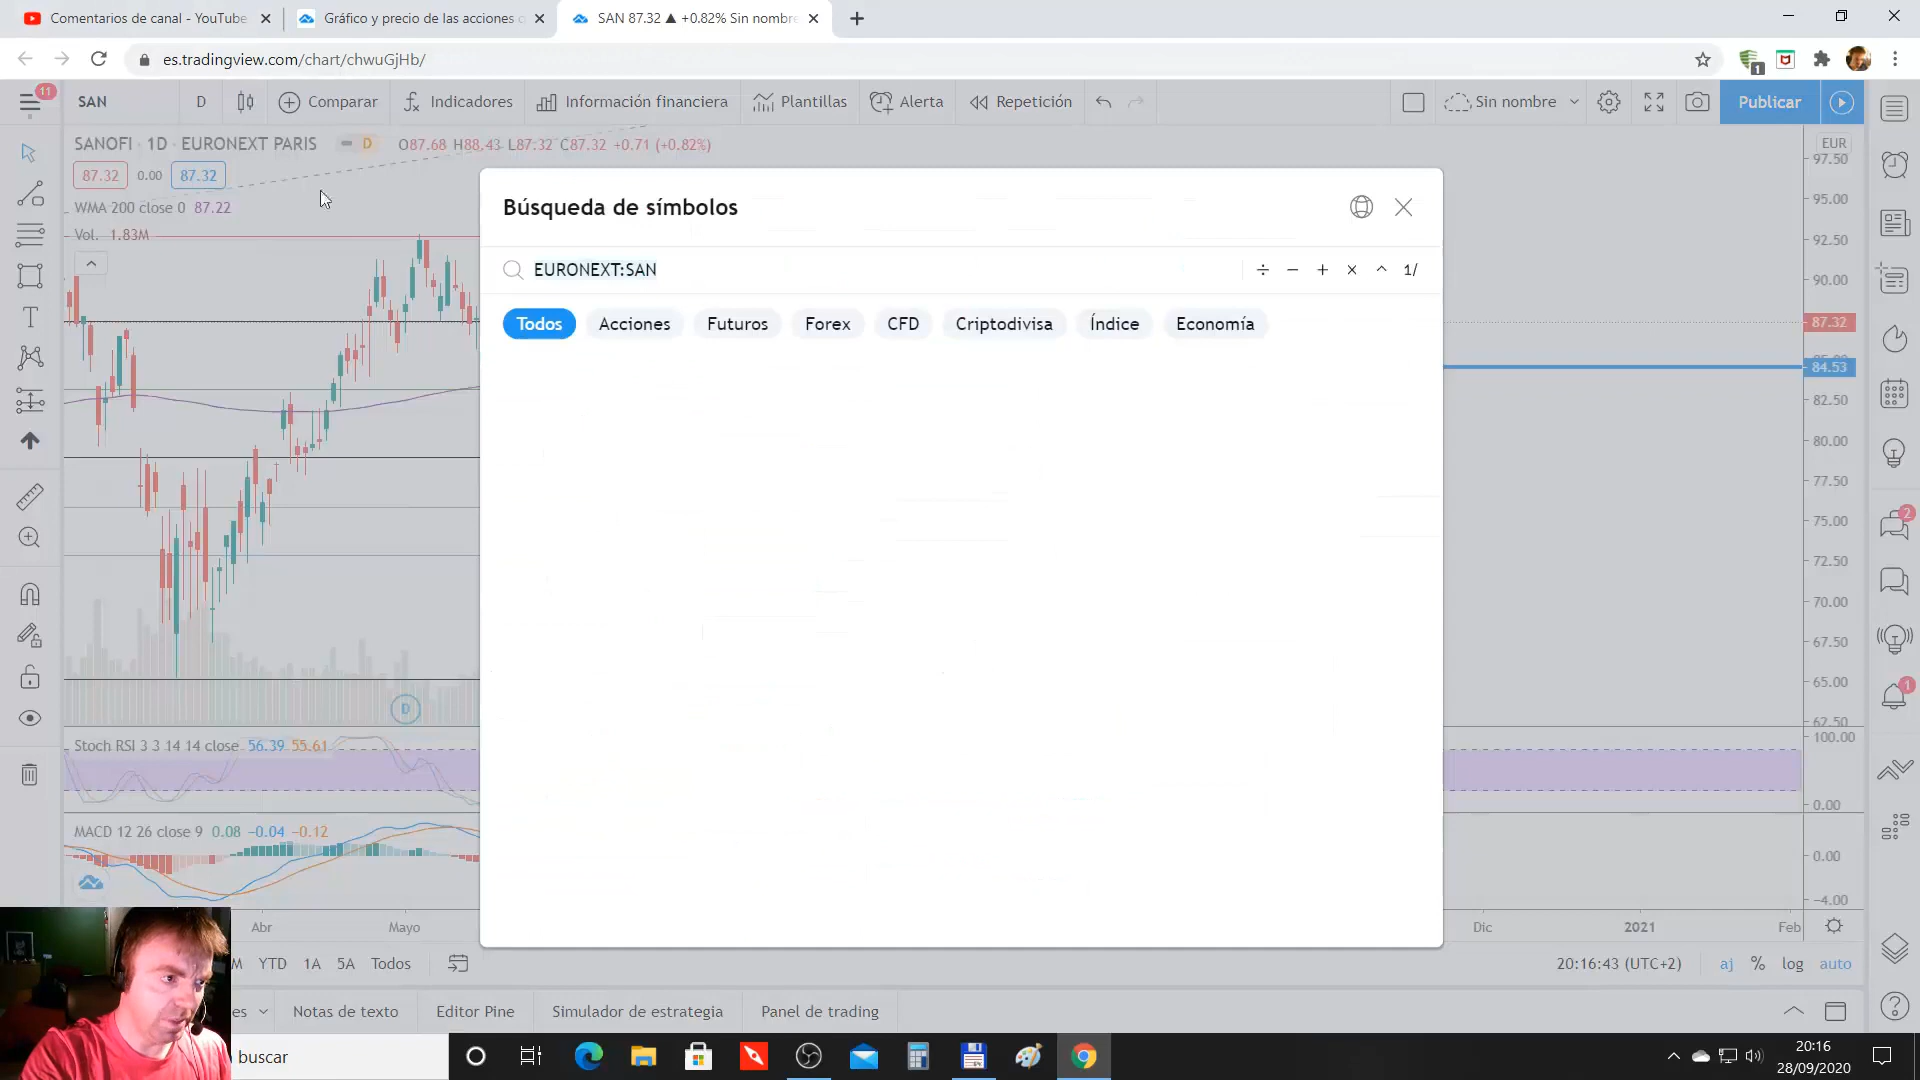 Comentarios de canal - YouTube
Gráfico y precio de las acciones
SAN 87.32 ▲ +0.82% Sin nombre
es.tradingview.com/chart/chwuGjHb/
1
11
SAN
D
Comparar
Indicadores
Información financiera
Plantillas
Alerta
Repetición
Sin nombre
Publicar
SANOFI · 1D · EURONEXT PARIS
D
O87.68 H88.43 L87.32 C87.32 +0.71 (+0.82%)
87.32
0.00
87.32
WMA 200 close 0 87.22
Vol. 1.83M
Búsqueda de símbolos
EURONEXT:SAN
÷ − + × ^ 1/
Todos
Acciones
Futuros
Forex
CFD
Criptodivisa
Índice
Economía
EUR
97.50
95.00
92.50
90.00
87.32
84.53
82.50
80.00
77.50
75.00
72.50
70.00
67.50
65.00
62.50
100.00
0.00
0.00
−4.00
2
1
D
Stoch RSI 3 3 14 14 close 56.39 55.61
MACD 12 26 close 9 0.08 −0.04 −0.12
Abr
Mayo
Dic
2021
Feb
M
YTD
1A
5A
Todos
20:16:43 (UTC+2)
aj
%
log
auto
es
Notas de texto
Editor Pine
Simulador de estrategia
Panel de trading
buscar
20:16
28/09/2020